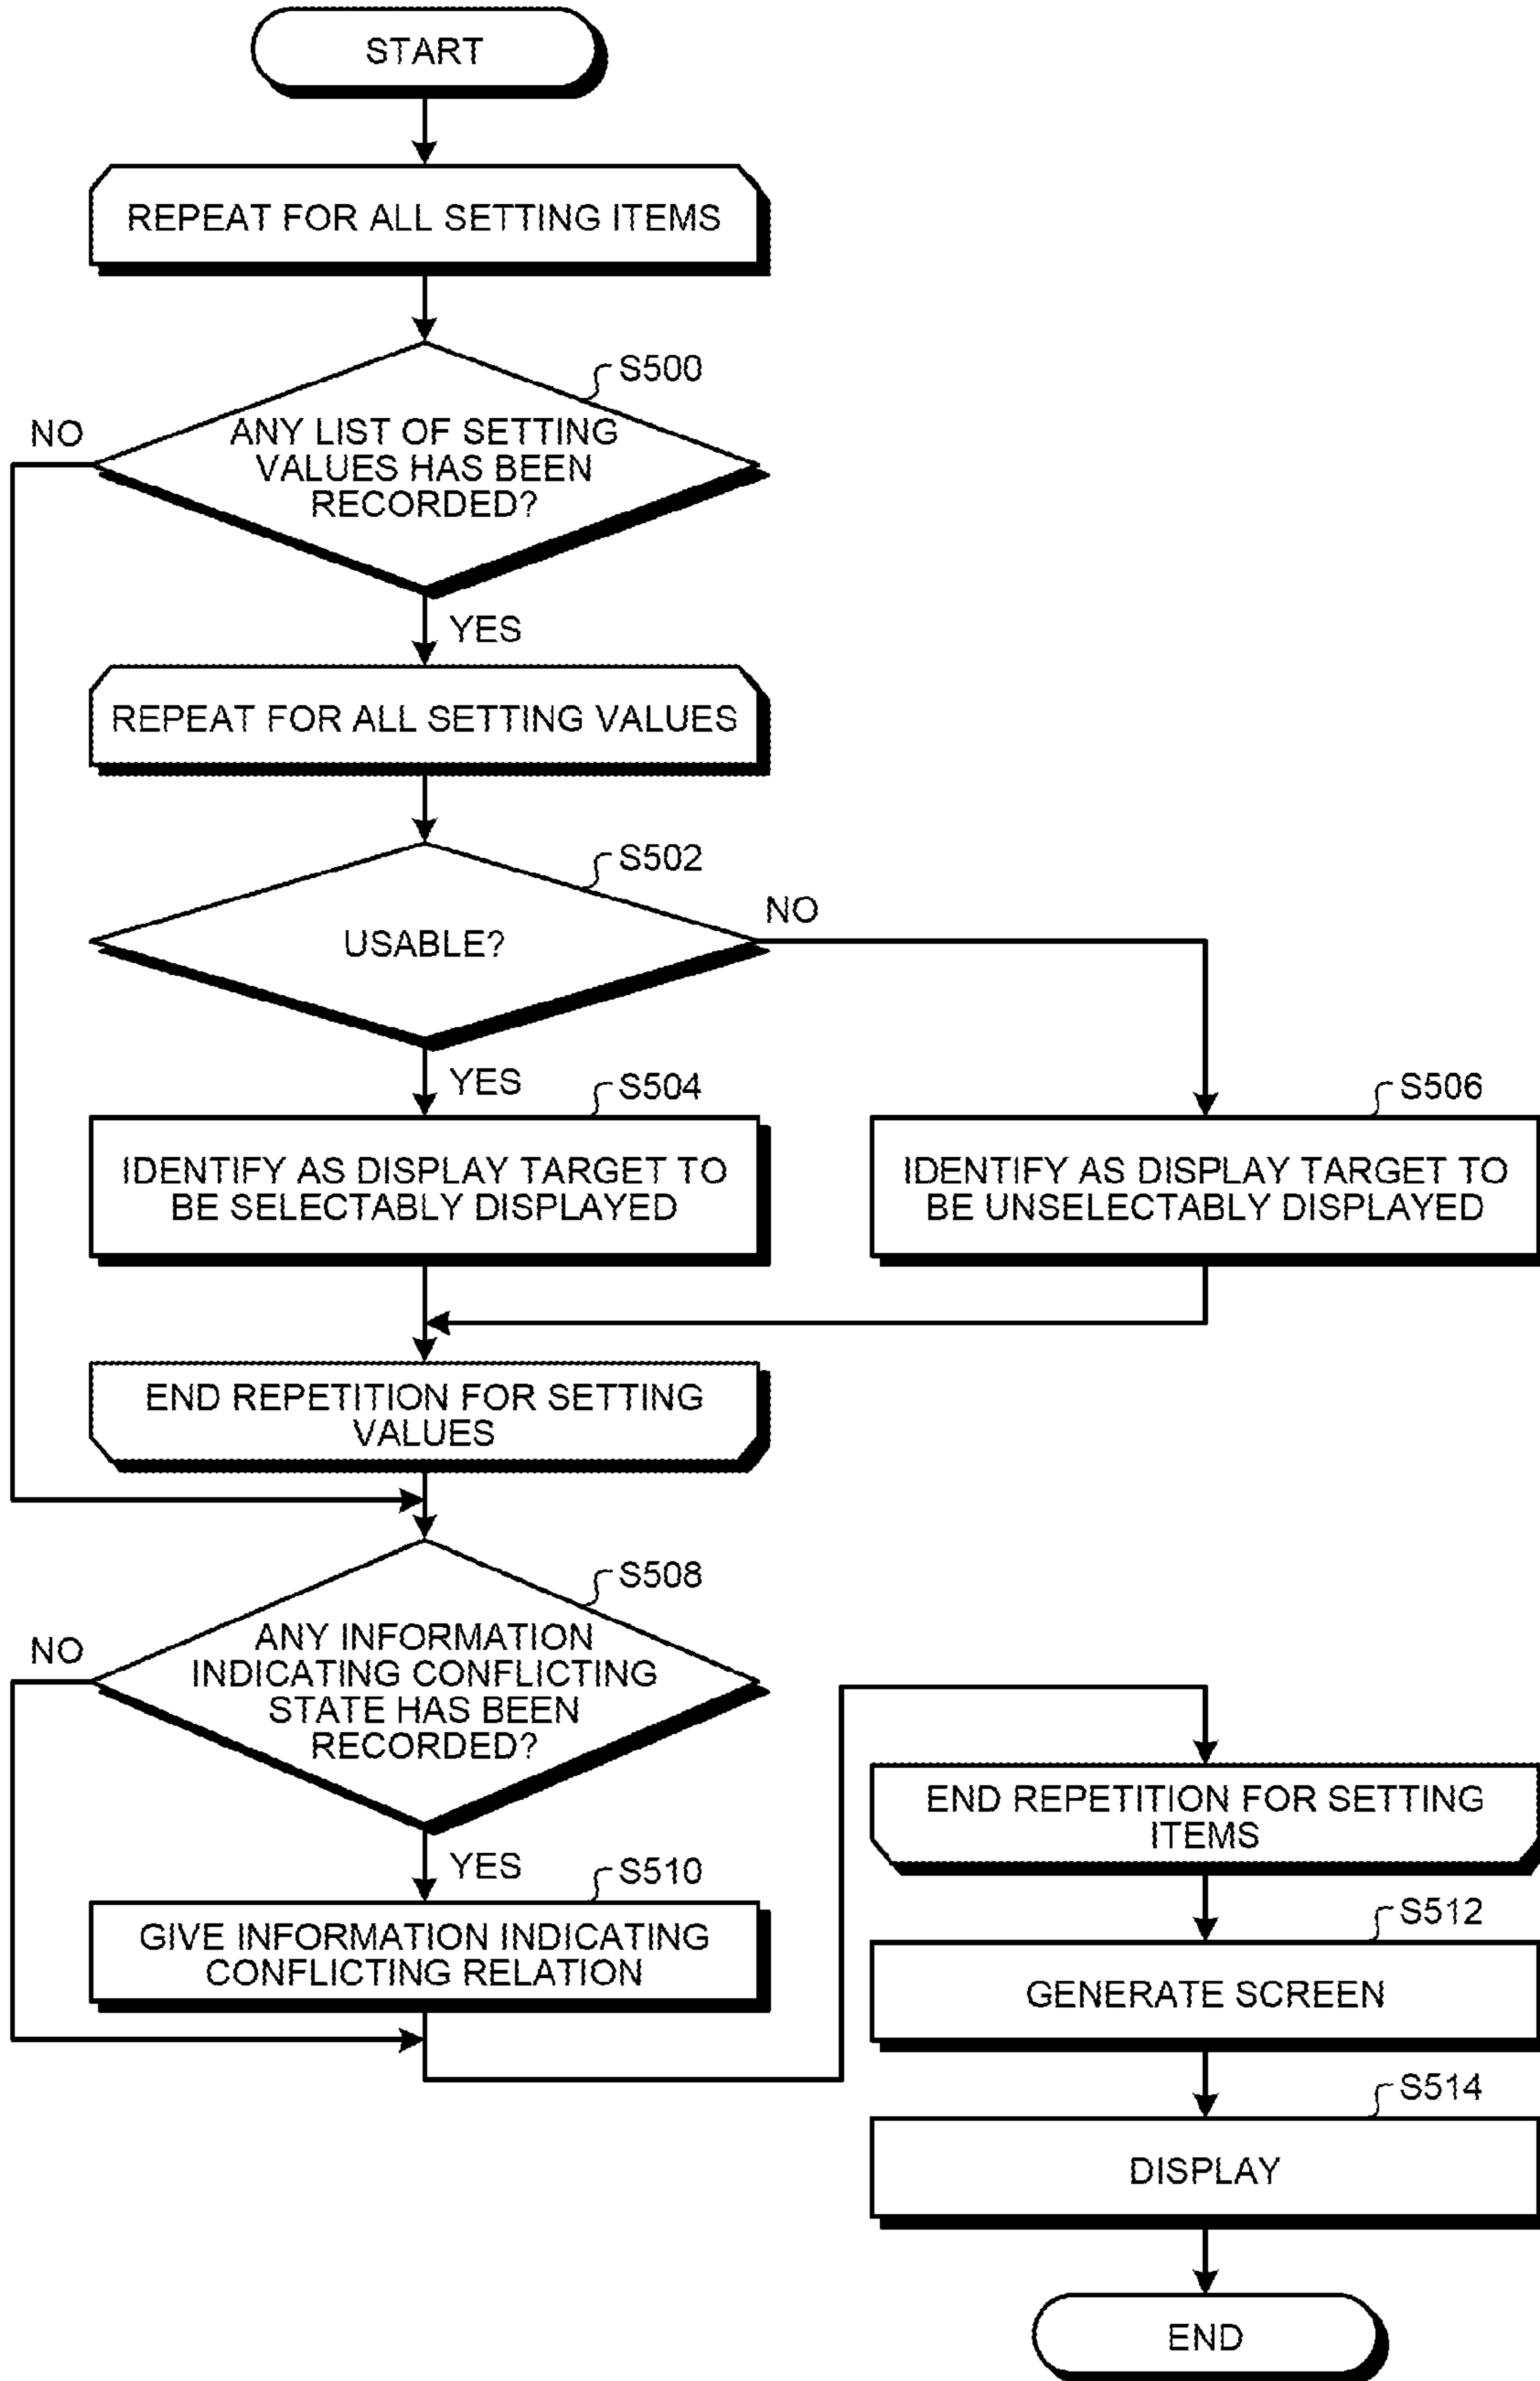 START
REPEAT FOR ALL SETTING ITEMS
S500
NO
ANY LIST OF SETTING
VALUES HAS BEEN
RECORDED?
YES
REPEAT FOR ALL SETTING VALUES
S502
NO
USABLE?
YES
S504
IDENTIFY AS DISPLAY TARGET TO
BE SELECTABLY DISPLAYED
S506
IDENTIFY AS DISPLAY TARGET TO
BE UNSELECTABLY DISPLAYED
END REPETITION FOR SETTING
VALUES
S508
NO
ANY INFORMATION
INDICATING CONFLICTING
STATE HAS BEEN
RECORDED?
YES
S510
GIVE INFORMATION INDICATING
CONFLICTING RELATION
END REPETITION FOR SETTING
ITEMS
S512
GENERATE SCREEN
S514
DISPLAY
END